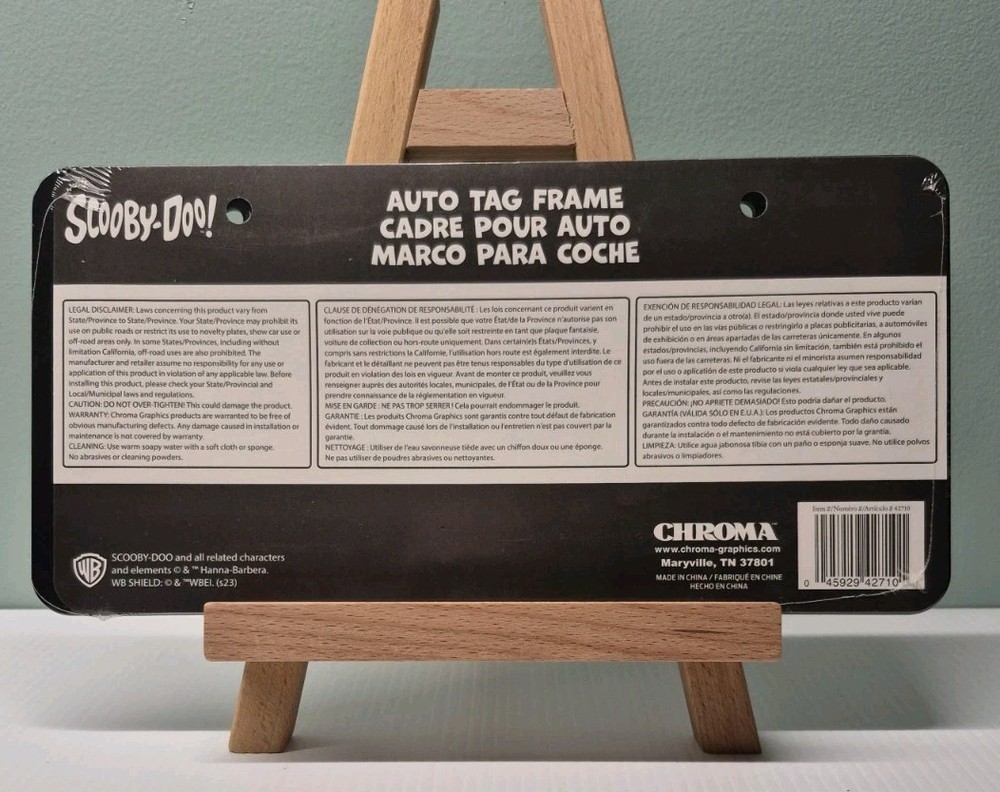 SCOOBY-DOO!
AUTO TAG FRAME
CADRE POUR AUTO
MARCO PARA COCHE
LEGAL DISCLAIMER: Laws concerning this product vary from
State/Province to State/Province. Your State/Province may prohibit its
use on public roads or restrict its use to novelty plates, show car use or
off-road areas only. In some States/Provinces, including without
limitation California, off-road uses are also prohibited. The
manufacturer and retailer assume no responsibility for any use or
application of this product in violation of any applicable law. Before
installing this product, please check your State/Provincial and
Local/Municipal laws and regulations.
CAUTION: DO NOT OVER-TIGHTEN! This could damage the product.
WARRANTY: Chroma Graphics products are warranted to be free of
obvious manufacturing defects. Any damage caused in installation or
maintenance is not covered by warranty.
CLEANING: Use warm soapy water with a soft cloth or sponge.
No abrasives or cleaning powders.
CLAUSE DE DÉNÉGATION DE RESPONSABILITÉ : Les lois concernant ce produit varient en
fonction de l'État/Province. Il est possible que votre État/de la Province n'autorise pas son
utilisation sur la voie publique ou qu'elle soit restreinte en tant que plaque fantaisie,
voiture de collection ou hors-route uniquement. Dans certain(e)s États/Provinces, y
compris sans restrictions la Californie, l'utilisation hors route est également interdite. Le
fabricant et le détaillant ne peuvent pas être tenus responsables du type d'utilisation de ce
produit en violation des lois en vigueur. Avant de monter ce produit, veuillez vous
renseigner auprès des autorités locales, municipales, de l'État ou de la Province pour
prendre connaissance de la réglementation en vigueur.
MISE EN GARDE : NE PAS TROP SERRER! Cela pourrait endommager le produit.
GARANTIE : Les produits Chroma Graphics sont garantis contre tout défaut de fabrication
évident. Tout dommage causé lors de l'installation ou l'entretien n'est pas couvert par la
garantie.
NETTOYAGE : Utiliser de l'eau savonneuse tiède avec un chiffon doux ou une éponge.
Ne pas utiliser de poudres abrasives ou nettoyantes.
EXENCIÓN DE RESPONSABILIDAD LEGAL: Las leyes relativas a este producto varían
de un estado/provincia a otro(a). El estado/provincia donde usted vive puede
prohibir el uso en las vías públicas o restringirlo a placas publicitarias, a automóviles
de exhibición o en áreas apartadas de las carreteras únicamente. En algunos
estados/provincias, incluyendo California sin limitación, también está prohibido el
uso fuera de las carreteras. Ni el fabricante ni el minorista asumen responsabilidad
por el uso o aplicatión de este producto si viola cualquier ley que sea aplicable.
Antes de instalar este producto, revise las leyes estatales/provinciales y
locales/municipales, así como las regulaciones.
PRECAUCIÓN: ¡NO APRIETE DEMASIADO! Esto podría dañar el producto.
GARANTÍA (VÁLIDA SÓLO EN E.U.A.): Los productos Chroma Graphics están
garantizados contra todo defecto de fabricación evidente. Todo daño causado
durante la instalación o el mantenimiento no está cubierto por la grantía.
LIMPIEZA: Utilice agua jabonosa tibia con un paño o esponja suave. No utilice polvos
abrasivos o limpiadores.
WB
SCOOBY-DOO and all related characters
and elements © & ™ Hanna-Barbera.
WB SHIELD: © & ™WBEI. (s23)
CHROMA™
www.chroma-graphics.com
Maryville, TN 37801
MADE IN CHINA / FABRIQUÉ EN CHINE
HECHO EN CHINA
Item #/Numéro #/Artículo # 42710
0 45929 42710